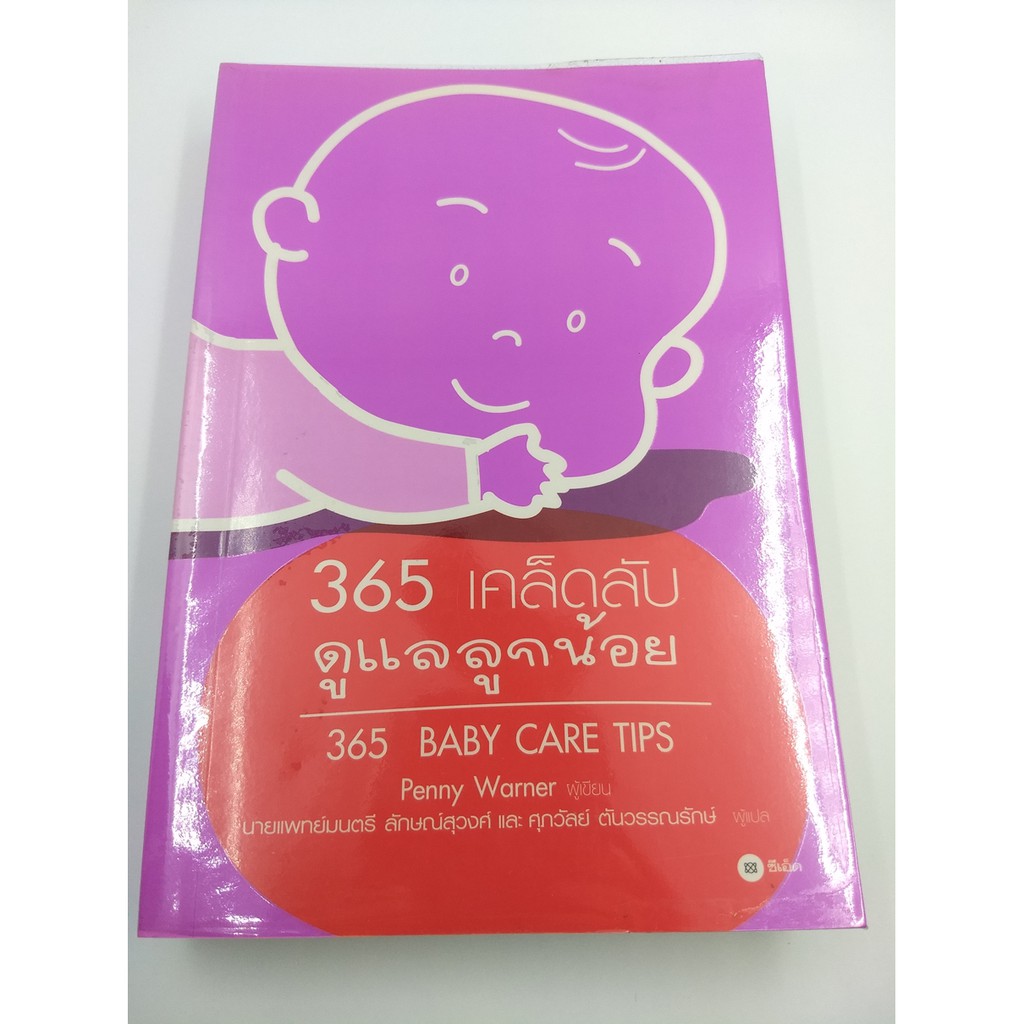 365 เคล็ดลับ
ดูแลลูกน้อย
365 BABY CARE TIPS
Penny Warner ผู้เขียน
นายแพทย์มนตรี ลักษณ์สุวงศ์ และ ศุภวัลย์ ตันวรรณรักษ์ ผู้แปล
ซีเอ็ด